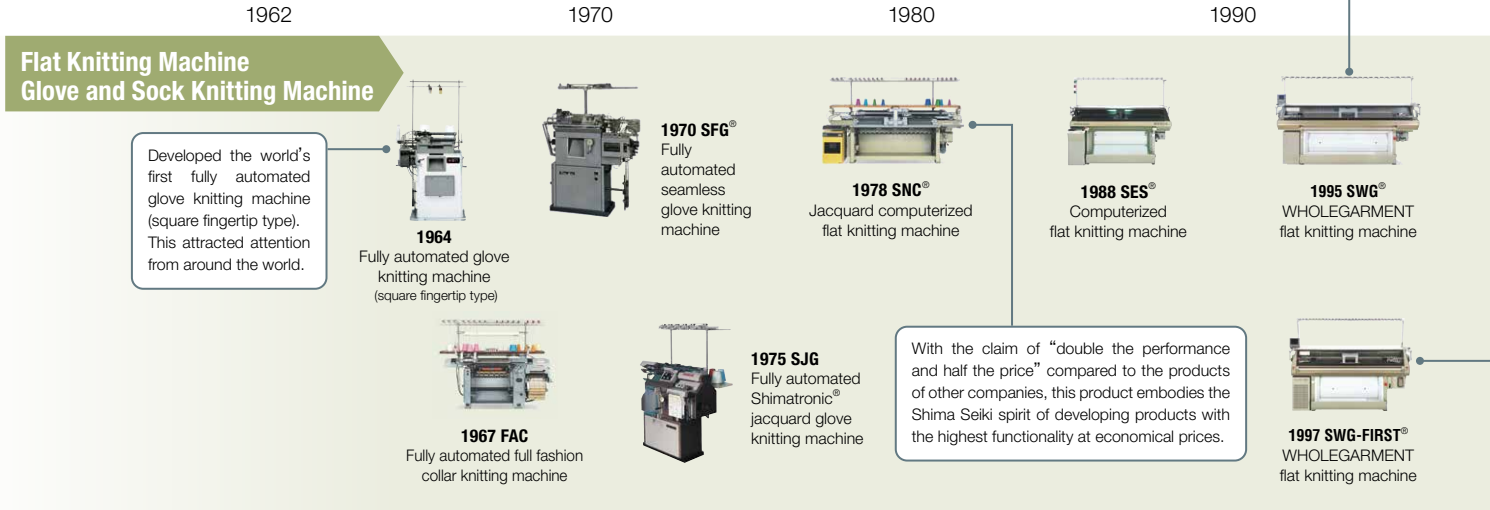 1962
1970
1980
1990
Flat Knitting Machine
Glove and Sock Knitting Machine
Developed the world’s
first fully automated
glove knitting machine
(square fingertip type).
This attracted attention
from around the world.
1964
Fully automated glove
knitting machine
(square fingertip type)
1970 SFG®
Fully
automated
seamless
glove knitting
machine
1978 SNC®
Jacquard computerized
flat knitting machine
1988 SES®
Computerized
flat knitting machine
1995 SWG®
WHOLEGARMENT
flat knitting machine
1967 FAC
Fully automated full fashion
collar knitting machine
1975 SJG
Fully automated
Shimatronic®
jacquard glove
knitting machine
With the claim of “double the performance
and half the price” compared to the products
of other companies, this product embodies the
Shima Seiki spirit of developing products with
the highest functionality at economical prices.
1997 SWG-FIRST®
WHOLEGARMENT
flat knitting machine